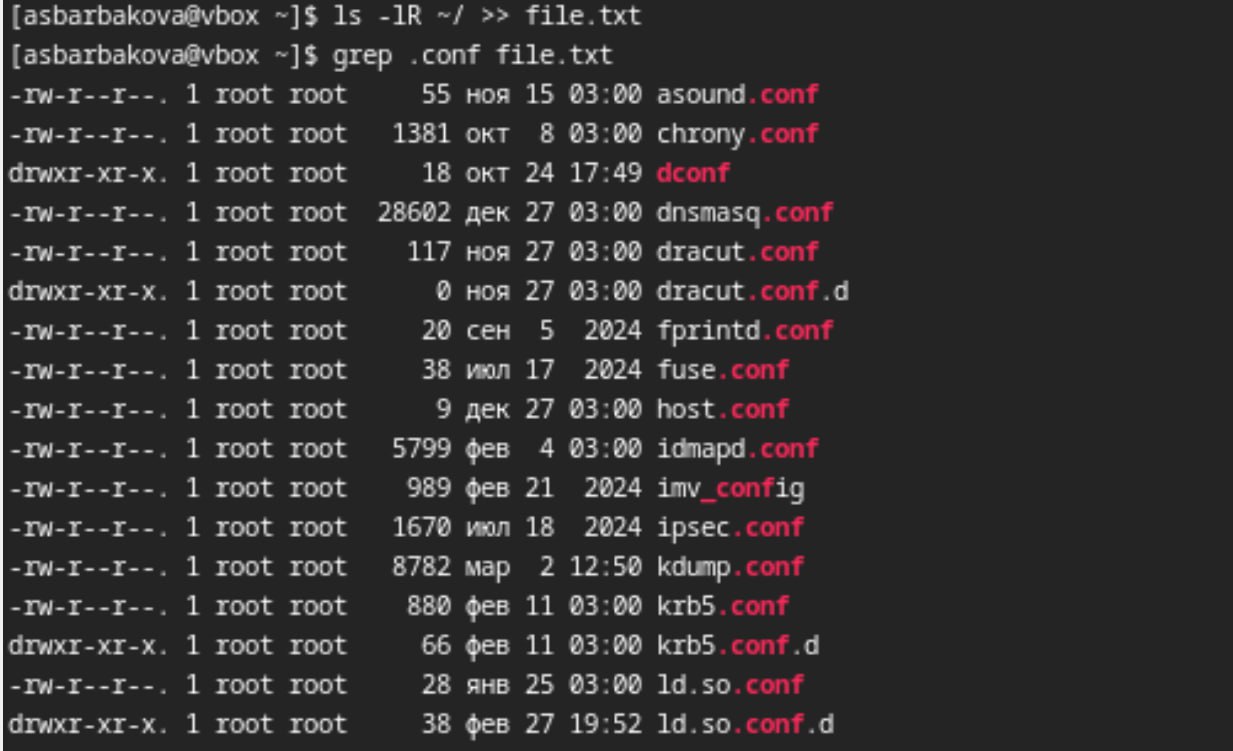 [asbarbakova@vbox ~]$ ls -lR ~/ >> file.txt
[asbarbakova@vbox ~]$ grep .conf file.txt
-rw-r--r--. 1 root root     55 ноя 15 03:00 asound.conf
-rw-r--r--. 1 root root   1381 окт  8 03:00 chrony.conf
drwxr-xr-x. 1 root root     18 окт 24 17:49 dconf
-rw-r--r--. 1 root root  28602 дек 27 03:00 dnsmasq.conf
-rw-r--r--. 1 root root    117 ноя 27 03:00 dracut.conf
drwxr-xr-x. 1 root root      0 ноя 27 03:00 dracut.conf.d
-rw-r--r--. 1 root root     20 сен  5  2024 fprintd.conf
-rw-r--r--. 1 root root     38 июл 17  2024 fuse.conf
-rw-r--r--. 1 root root      9 дек 27 03:00 host.conf
-rw-r--r--. 1 root root   5799 фев  4 03:00 idmapd.conf
-rw-r--r--. 1 root root    989 фев 21  2024 imv_config
-rw-r--r--. 1 root root   1670 июл 18  2024 ipsec.conf
-rw-r--r--. 1 root root   8782 мар  2 12:50 kdump.conf
-rw-r--r--. 1 root root    880 фев 11 03:00 krb5.conf
drwxr-xr-x. 1 root root     66 фев 11 03:00 krb5.conf.d
-rw-r--r--. 1 root root     28 янв 25 03:00 ld.so.conf
drwxr-xr-x. 1 root root     38 фев 27 19:52 ld.so.conf.d